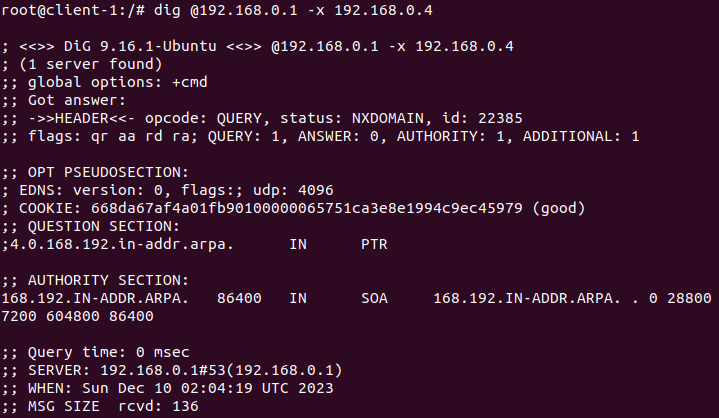 root@client-1:/# dig @192.168.0.1 -x 192.168.0.4
; <<>> DiG 9.16.1-Ubuntu <<>> @192.168.0.1 -x 192.168.0.4
; (1 server found)
;; global options: +cmd
;; Got answer:
;; ->>HEADER<<- opcode: QUERY, status: NXDOMAIN, id: 22385
;; flags: qr aa rd ra; QUERY: 1, ANSWER: 0, AUTHORITY: 1, ADDITIONAL: 1
;; OPT PSEUDOSECTION:
; EDNS: version: 0, flags:; udp: 4096
; COOKIE: 668da67af4a01fb90100000065751ca3e8e1994c9ec45979 (good)
;; QUESTION SECTION:
;4.0.168.192.in-addr.arpa. IN PTR
;; AUTHORITY SECTION:
168.192.IN-ADDR.ARPA. 86400 IN SOA 168.192.IN-ADDR.ARPA. . 0 28800
7200 604800 86400
;; Query time: 0 msec
;; SERVER: 192.168.0.1#53(192.168.0.1)
;; WHEN: Sun Dec 10 02:04:19 UTC 2023
;; MSG SIZE rcvd: 136